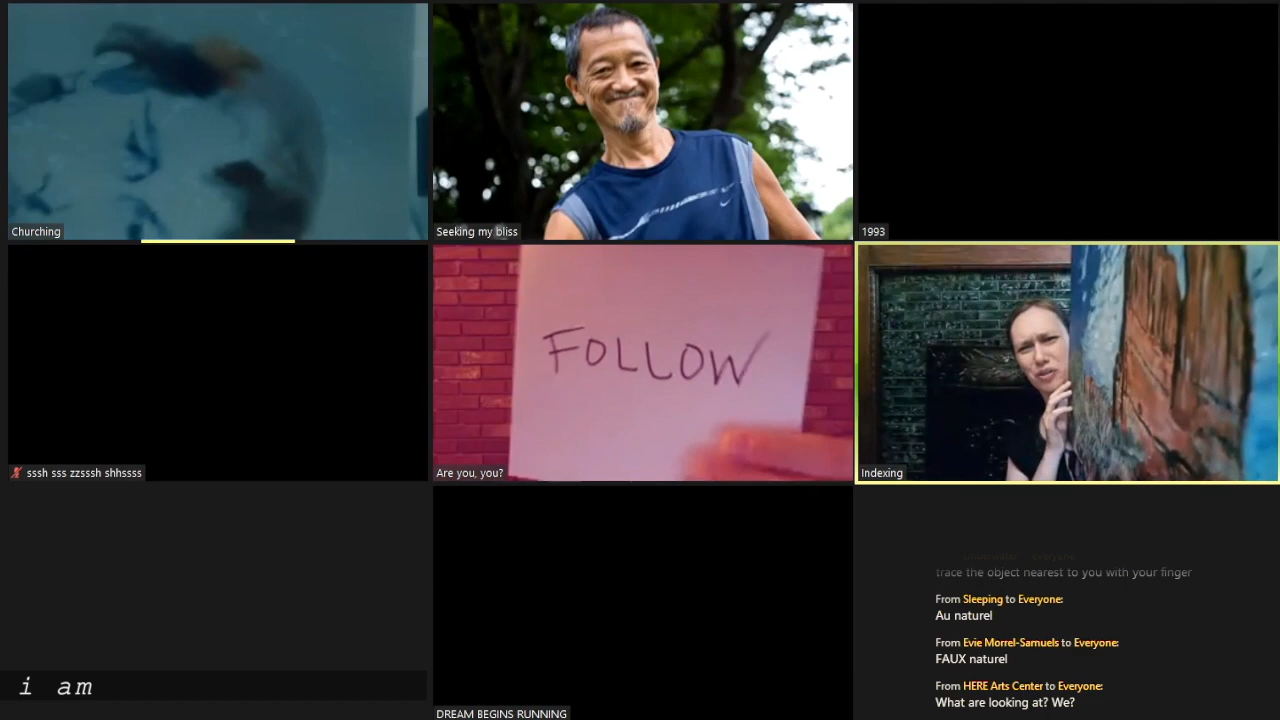 Churching
Seeking my bliss
1993
sssh sss zzsssh shhssss
FOLLOW
Are you, you?
Indexing
i am
DREAM BEGINS RUNNING
trace the object nearest to you with your finger
From Sleeping to Everyone:
Au naturel
From Evie Morrel-Samuels to Everyone:
FAUX naturel
From HERE Arts Center to Everyone:
What are looking at? We?